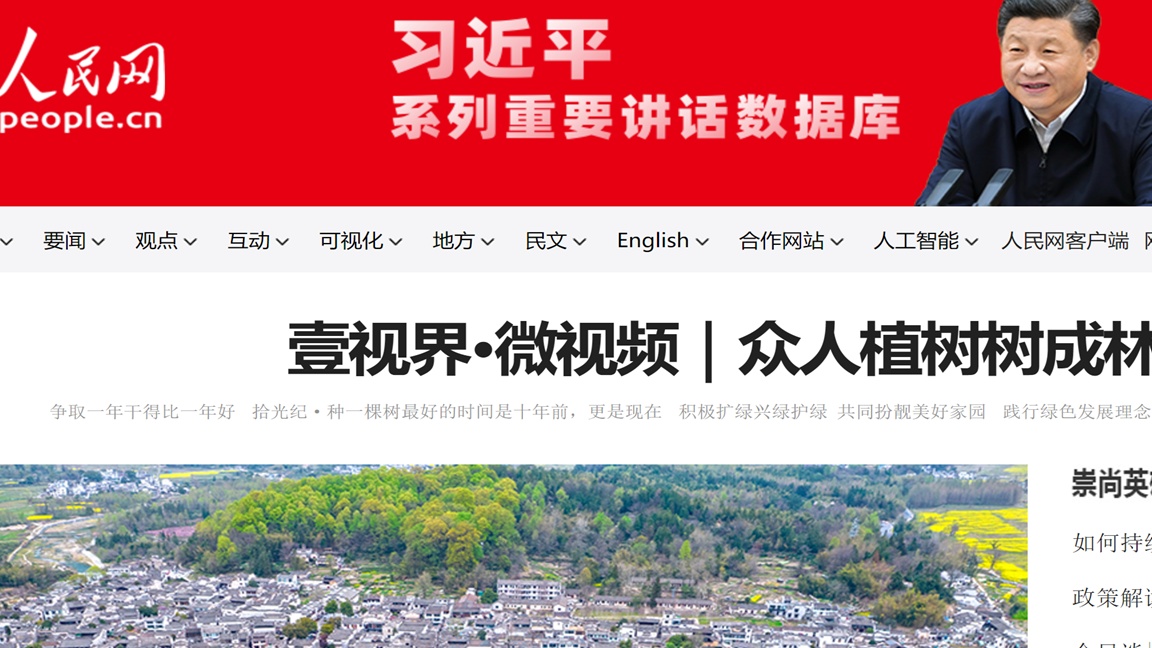 人民网
people.cn
习近平
系列重要讲话数据库
要闻 观点 互动 可视化 地方 民文 English 合作网站 人工智能 人民网客户端
壹视界·微视频｜众人植树树成林
争取一年干得比一年好 拾光纪·种一棵树最好的时间是十年前，更是现在 积极扩绿兴绿护绿 共同扮靓美好家园 践行绿色发展理念
崇尚英
如何持
政策解